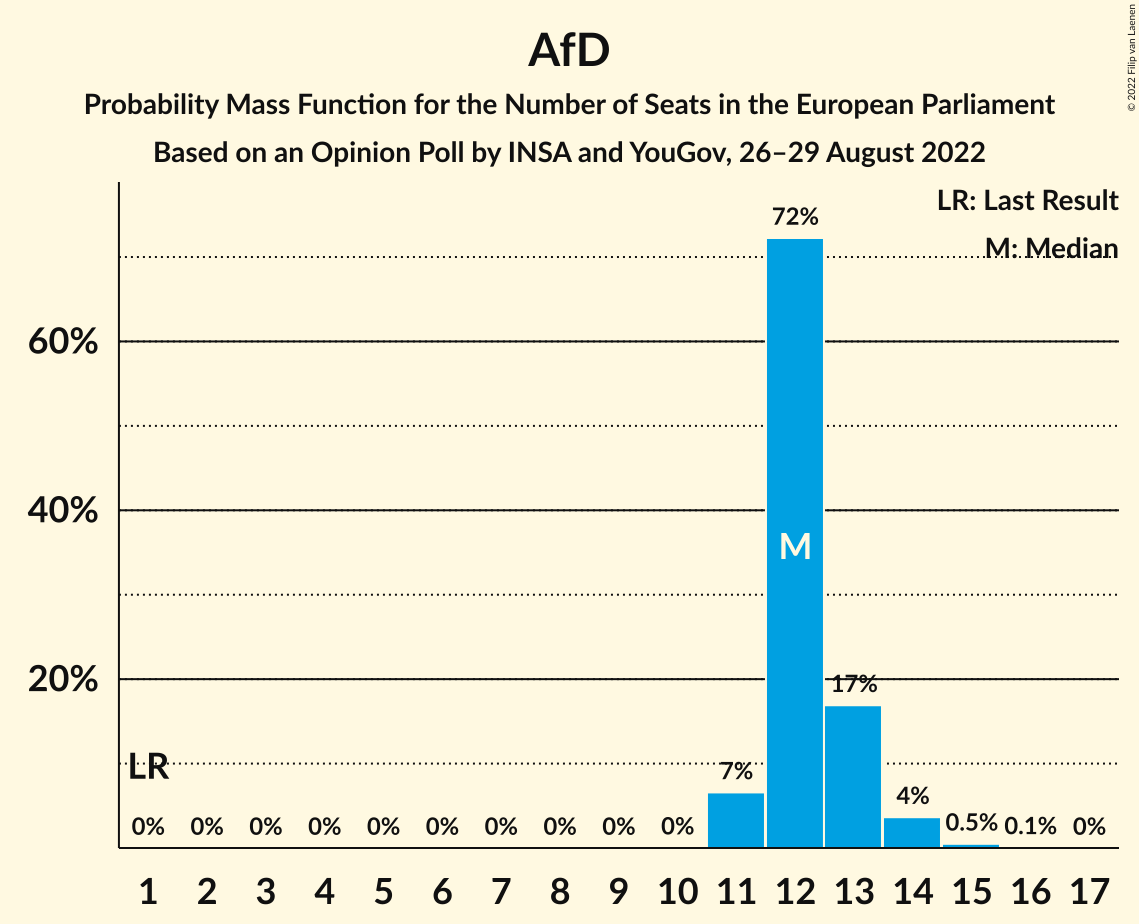 AfD
Probability Mass Function for the Number of Seats in the European Parliament
Based on an Opinion Poll by INSA and YouGov, 26–29 August 2022
© 2022 Filip van Laenen
LR: Last Result
M: Median
72%
60%
40%
M
20%
17%
LR
7%
4%
0% 0% 0% 0% 0% 0% 0% 0% 0% 0% 0.5% 0.1% 0%
1 2 3 4 5 6 7 8 9 10 11 12 13 14 15 16 17